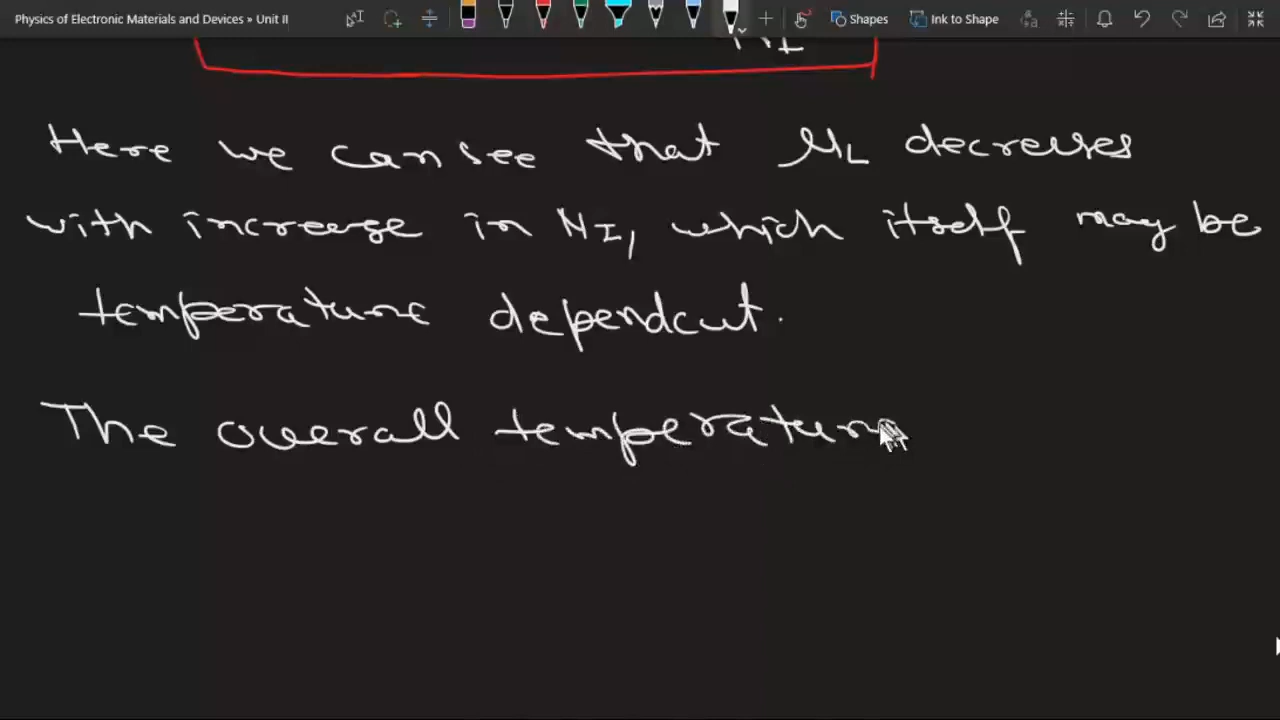 Physics of Electronic Materials and Devices » Unit II
Shapes
Ink to Shape
N I
Here we can see that μL decreases
with increase in NI, which itself may be
temperature dependent.
The overall temperatur